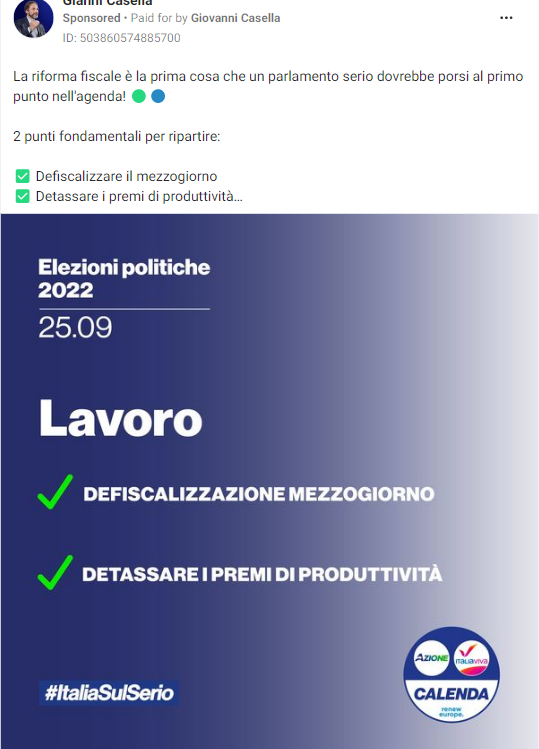 Gianni Casella
Sponsored • Paid for by Giovanni Casella
ID: 503860574885700
La riforma fiscale è la prima cosa che un parlamento serio dovrebbe porsi al primo
punto nell'agenda! 🟢 🔵
2 punti fondamentali per ripartire:
✅ Defiscalizzare il mezzogiorno
✅ Detassare i premi di produttività...
Elezioni politiche
2022
25.09
Lavoro
DEFISCALIZZAZIONE MEZZOGIORNO
DETASSARE I PREMI DI PRODUTTIVITÀ
#ItaliaSulSerio
AZIONE
ITALIAVIVA
CALENDA
renew
europe.